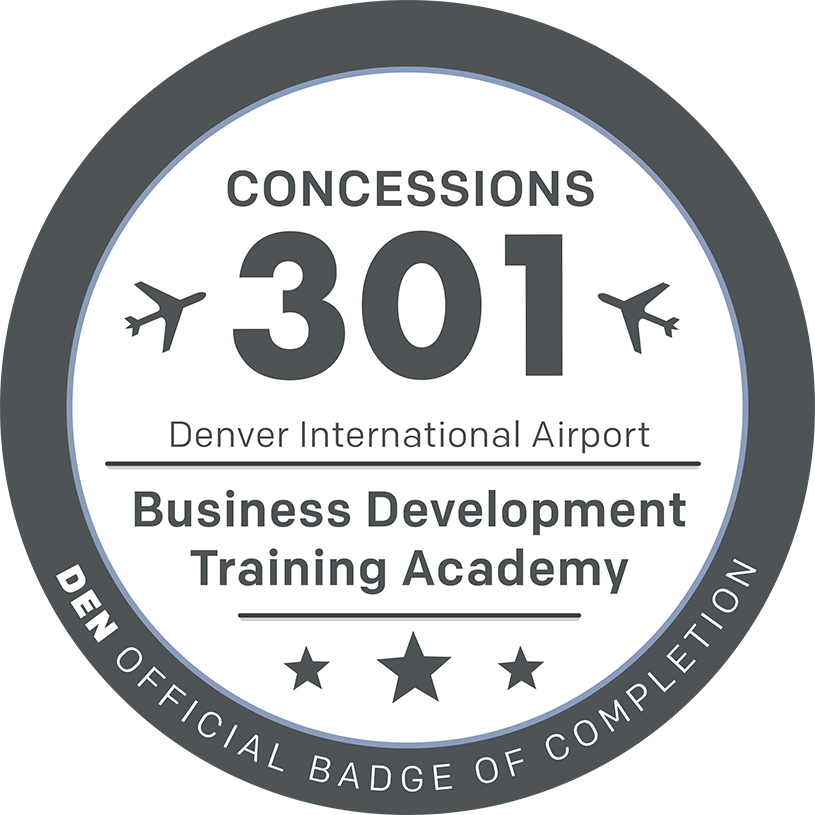 CONCESSIONS
301
Denver International Airport
Business Development
Training Academy
DEN OFFICIAL BADGE OF COMPLETION